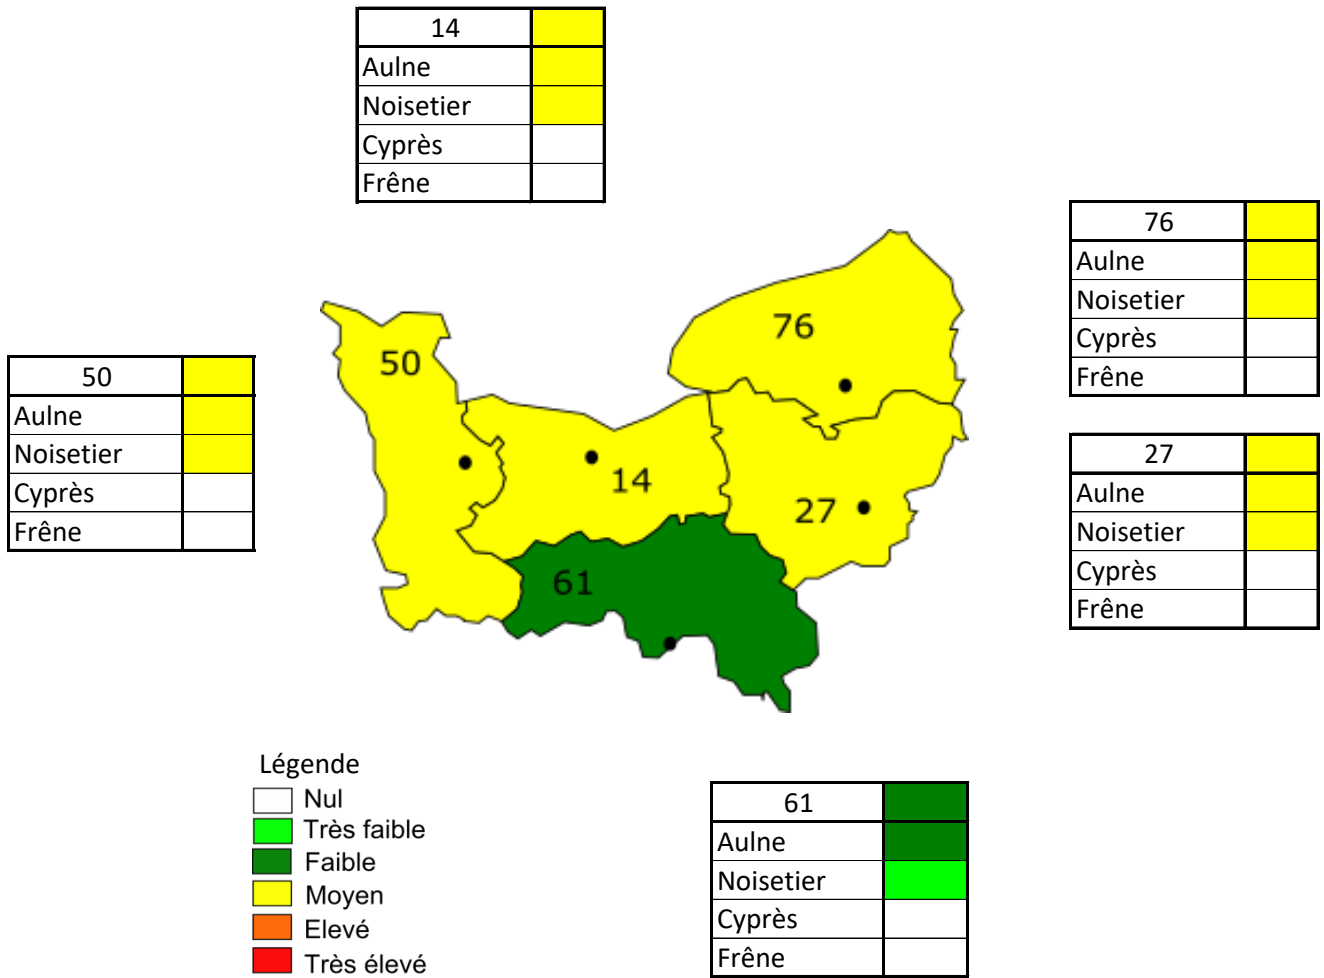 14
Aulne
Noisetier
Cyprès
Frêne
76
Aulne
Noisetier
Cyprès
Frêne
50
Aulne
Noisetier
Cyprès
Frêne
76
50
14
27
61
27
Aulne
Noisetier
Cyprès
Frêne
Légende
Nul
Très faible
Faible
Moyen
Elevé
Très élevé
61
Aulne
Noisetier
Cyprès
Frêne